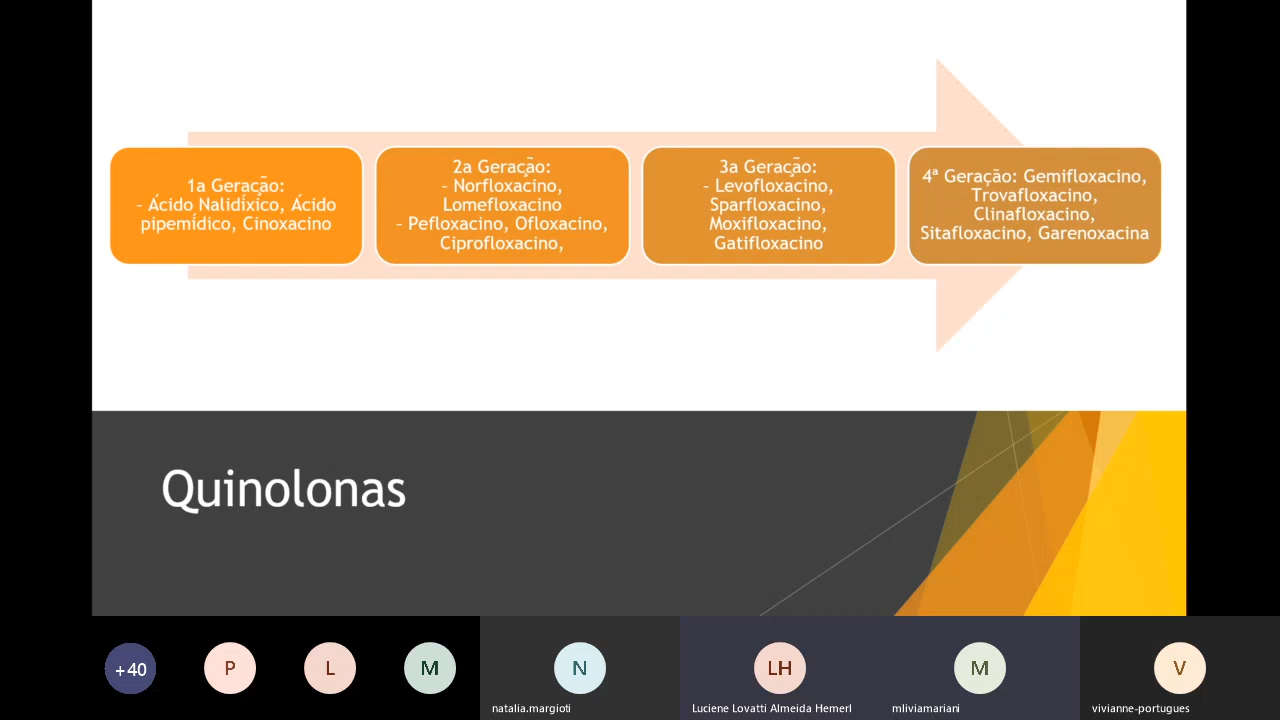 1a Geração:
- Ácido Nalidíxico, Ácido
pipemídico, Cinoxacino
2a Geração:
- Norfloxacino,
Lomefloxacino
- Pefloxacino, Ofloxacino,
Ciprofloxacino,
3a Geração:
- Levofloxacino,
Sparfloxacino,
Moxifloxacino,
Gatifloxacino
4ª Geração: Gemifloxacino,
Trovafloxacino,
Clinafloxacino,
Sitafloxacino, Garenoxacina
Quinolonas
+40
P
L
M
N
LH
M
V
natalia.margioti
Luciene Lovatti Almeida Hemerl
mliviamariani
vivianne-portugues